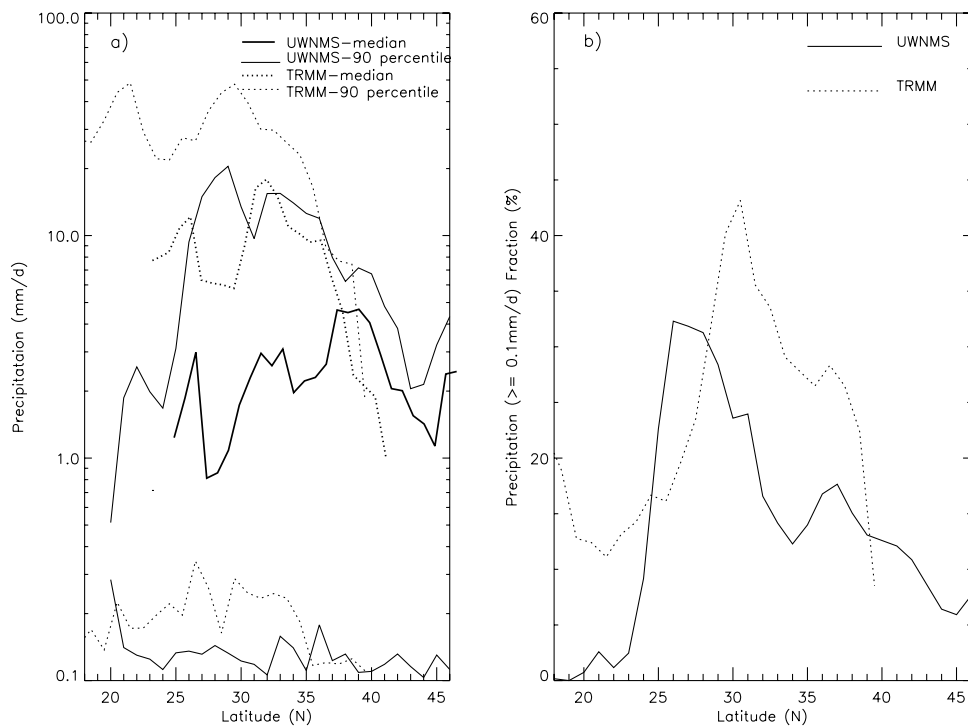 a)
UWNMS-median
UWNMS-90 percentile
TRMM-median
TRMM-90 percentile
100.0
10.0
1.0
0.1
Precipitaion (mm/d)
20 25 30 35 40 45
Latitude (N)
b)
UWNMS
TRMM
60
40
20
0
Precipitation (>= 0.1mm/d) Fraction (%)
20 25 30 35 40 45
Latitude (N)